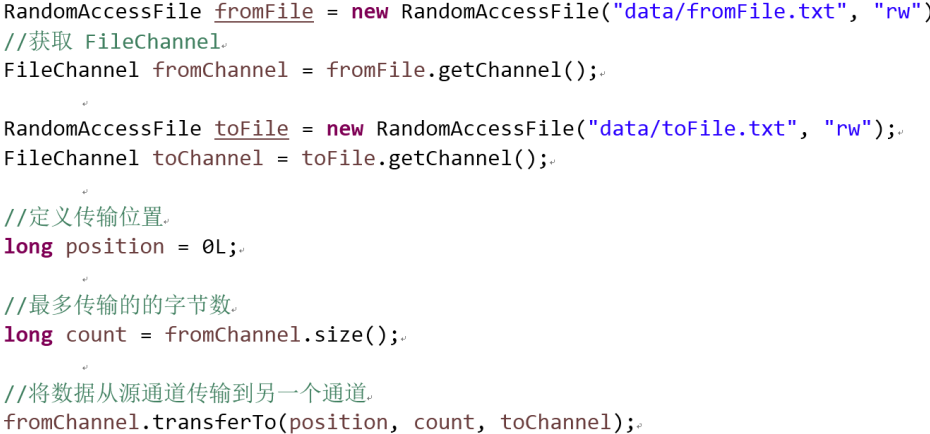 RandomAccessFile fromFile = new RandomAccessFile("data/fromFile.txt", "rw")
//获取 FileChannel
FileChannel fromChannel = fromFile.getChannel();
RandomAccessFile toFile = new RandomAccessFile("data/toFile.txt", "rw");
FileChannel toChannel = toFile.getChannel();
//定义传输位置
long position = 0L;
//最多传输的的字节数
long count = fromChannel.size();
//将数据从源通道传输到另一个通道
fromChannel.transferTo(position, count, toChannel);